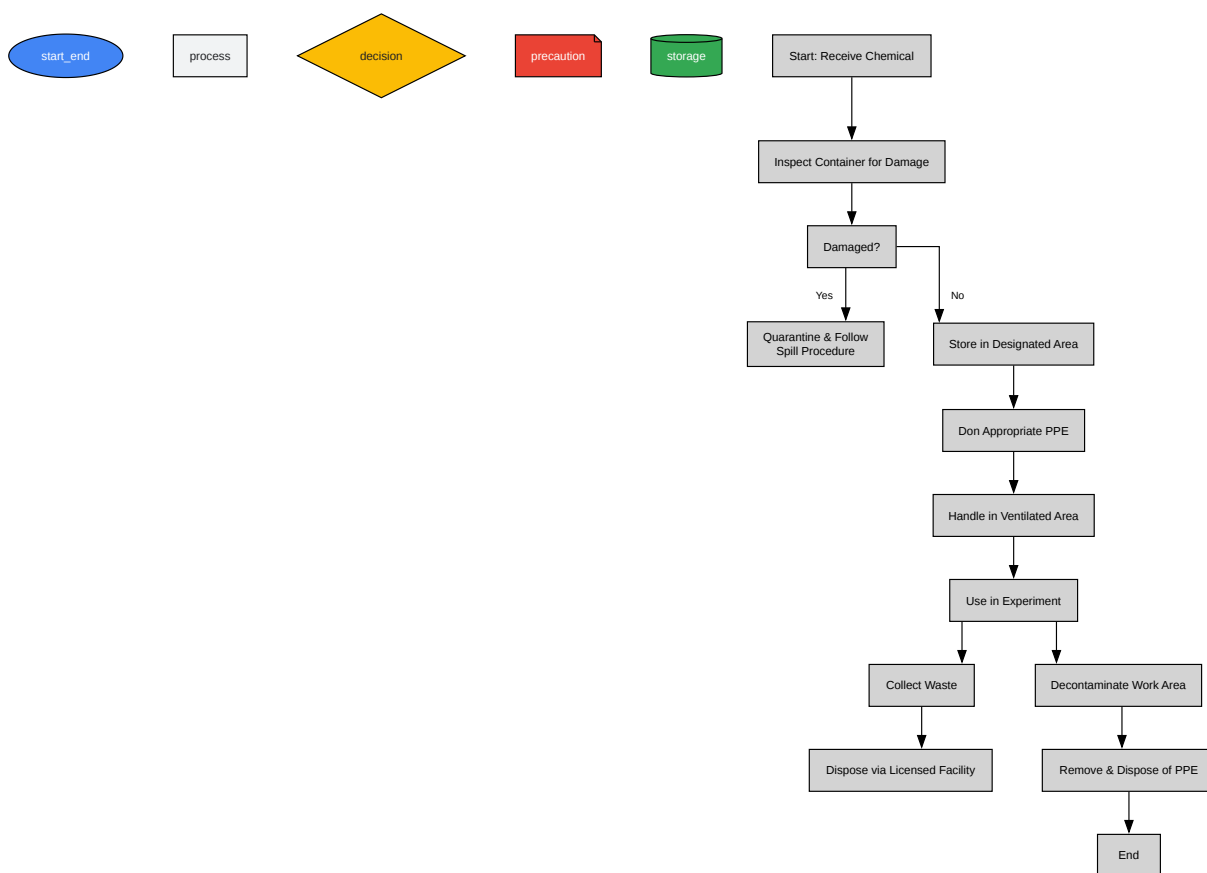 start_end
process
decision
precaution
storage
Start: Receive Chemical
Inspect Container for Damage
Damaged?
Yes
No
Quarantine & Follow
Spill Procedure
Store in Designated Area
Don Appropriate PPE
Handle in Ventilated Area
Use in Experiment
Collect Waste
Decontaminate Work Area
Dispose via Licensed Facility
Remove & Dispose of PPE
End